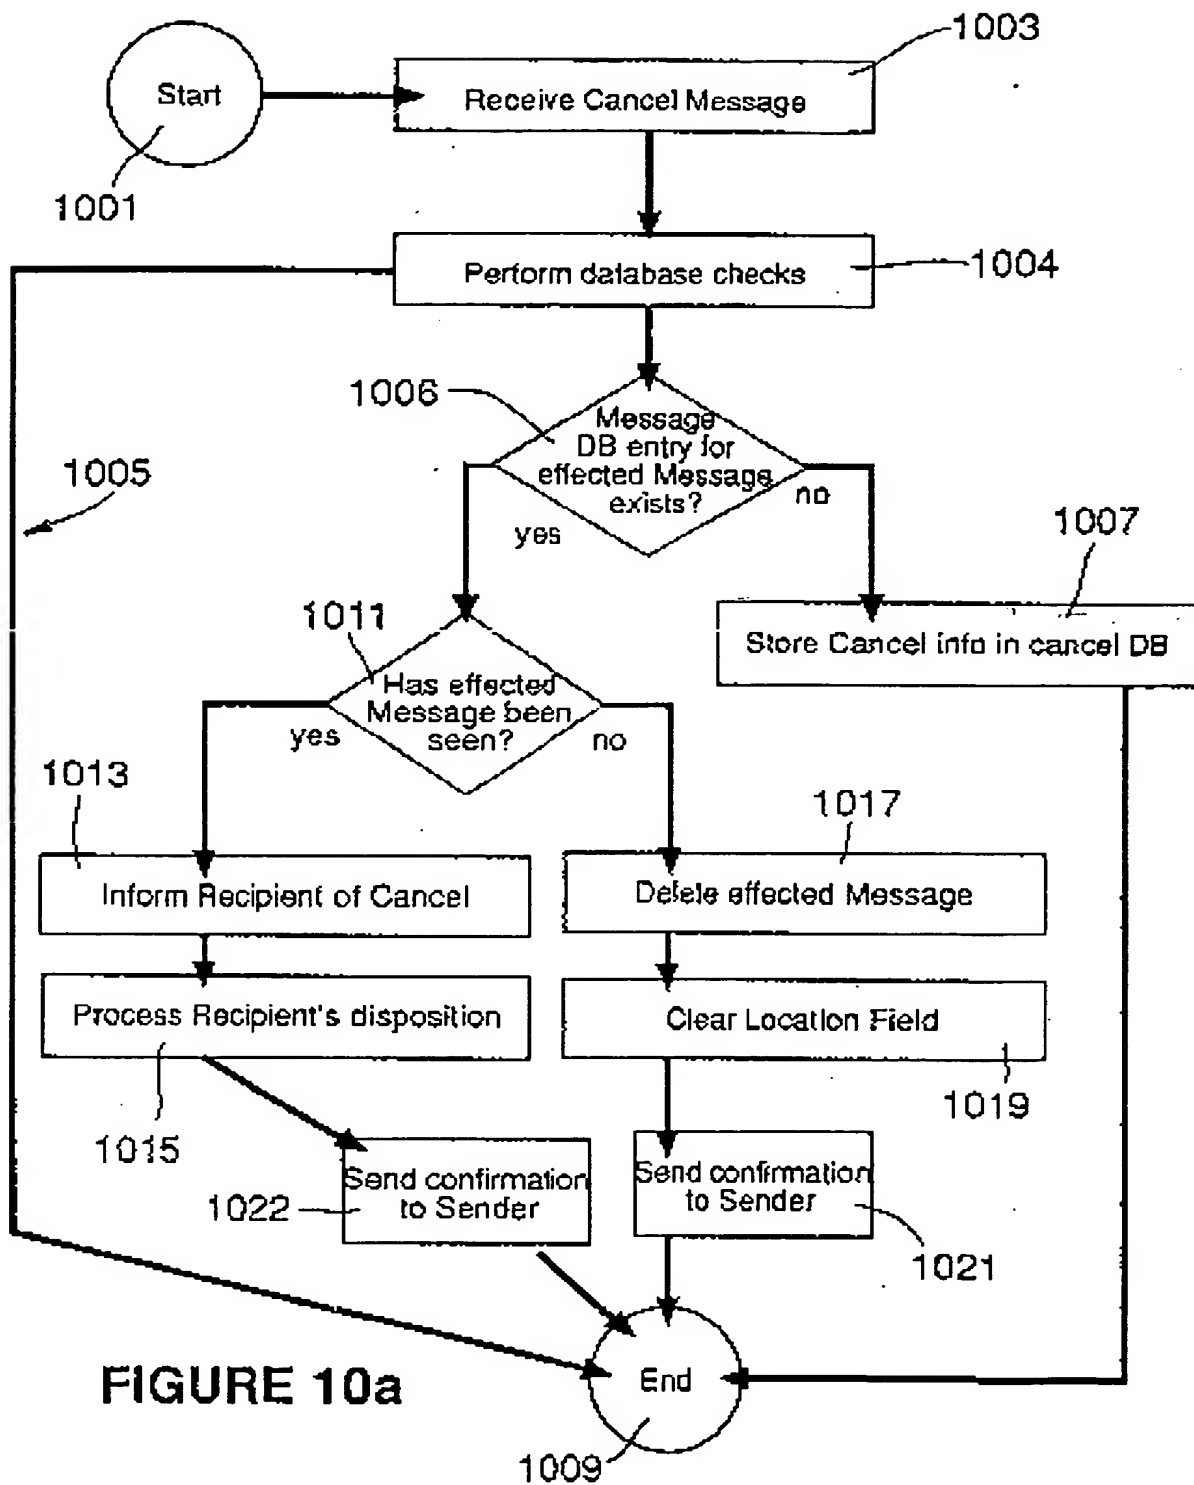 1003
Start
Receive Cancel Message
1001
Perform database checks
1004
1006
Message
DB entry for
effected Message
exists?
no
yes
1005
1007
Store Cancel info in cancel DB
1011
Has effected
Message been
seen?
yes
no
1013
1017
Inform Recipient of Cancel
Delete effected Message
Process Recipient's disposition
Clear Location Field
1015
1019
Send confirmation
to Sender
1022
Send confirmation
to Sender
1021
FIGURE 10a
End
1009